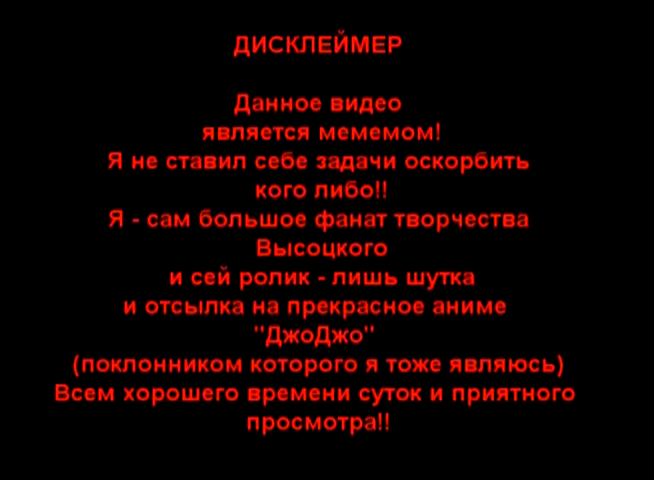 ДИСКЛЕЙМЕР
Данное видео
является мемемом!
Я не ставил себе задачи оскорбить
кого либо!!
Я - сам большое фанат творчества
Высоцкого
и сей ролик - лишь шутка
и отсылка на прекрасное аниме
"ДжоДжо"
(поклонником которого я тоже являюсь)
Всем хорошего времени суток и приятного
просмотра!!